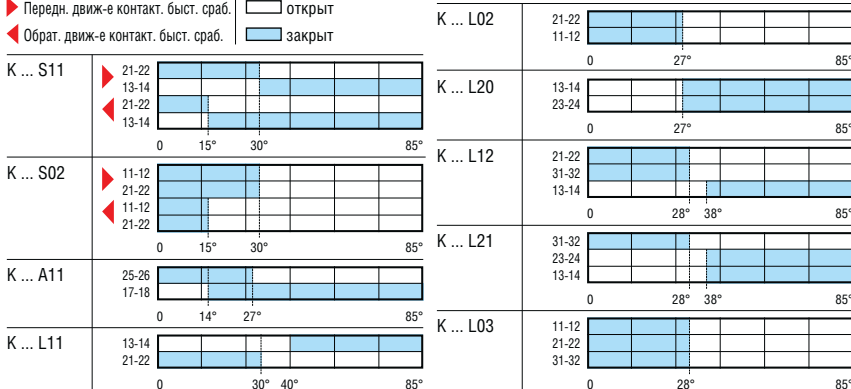 Передн. движ-е контакт. быст. сраб. открыт
Обрат. движ-е контакт. быст. сраб. закрыт
K ... S11
21-22
13-14
21-22
13-14
0 15° 30° 85°
K ... S02
11-12
21-22
11-12
21-22
0 15° 30° 85°
K ... A11
25-26
17-18
0 14° 27° 85°
K ... L11
13-14
21-22
0 30° 40° 85°
K ... L02
21-22
11-12
0 27° 85°
K ... L20
13-14
23-24
0 27° 85°
K ... L12
21-22
31-32
13-14
0 28° 38° 85°
K ... L21
31-32
23-24
13-14
0 28° 38° 85°
K ... L03
11-12
21-22
31-32
0 28° 85°